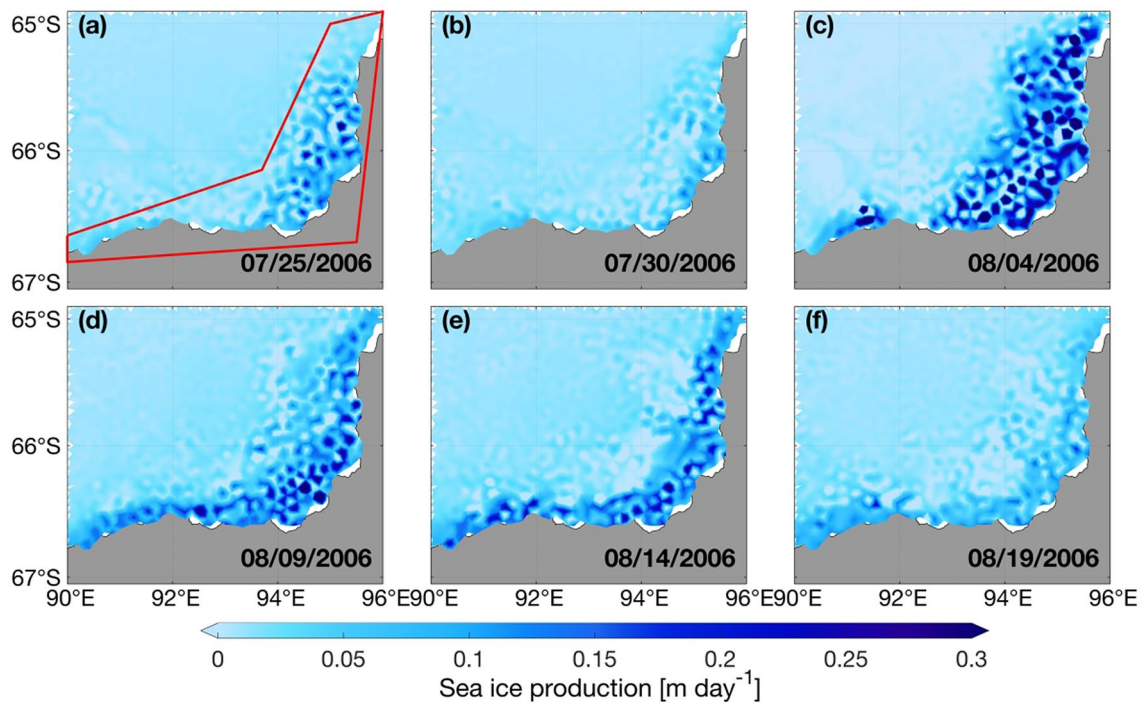 65°S
(a)
(b)
(c)
66°S
07/25/2006
07/30/2006
08/04/2006
67°S
65°S
(d)
(e)
(f)
66°S
08/09/2006
08/14/2006
08/19/2006
67°S
90°E 92°E 94°E 96°E90°E 92°E 94°E 96°E90°E 92°E 94°E 96°E
0 0.05 0.1 0.15 0.2 0.25 0.3
Sea ice production [m day⁻¹]